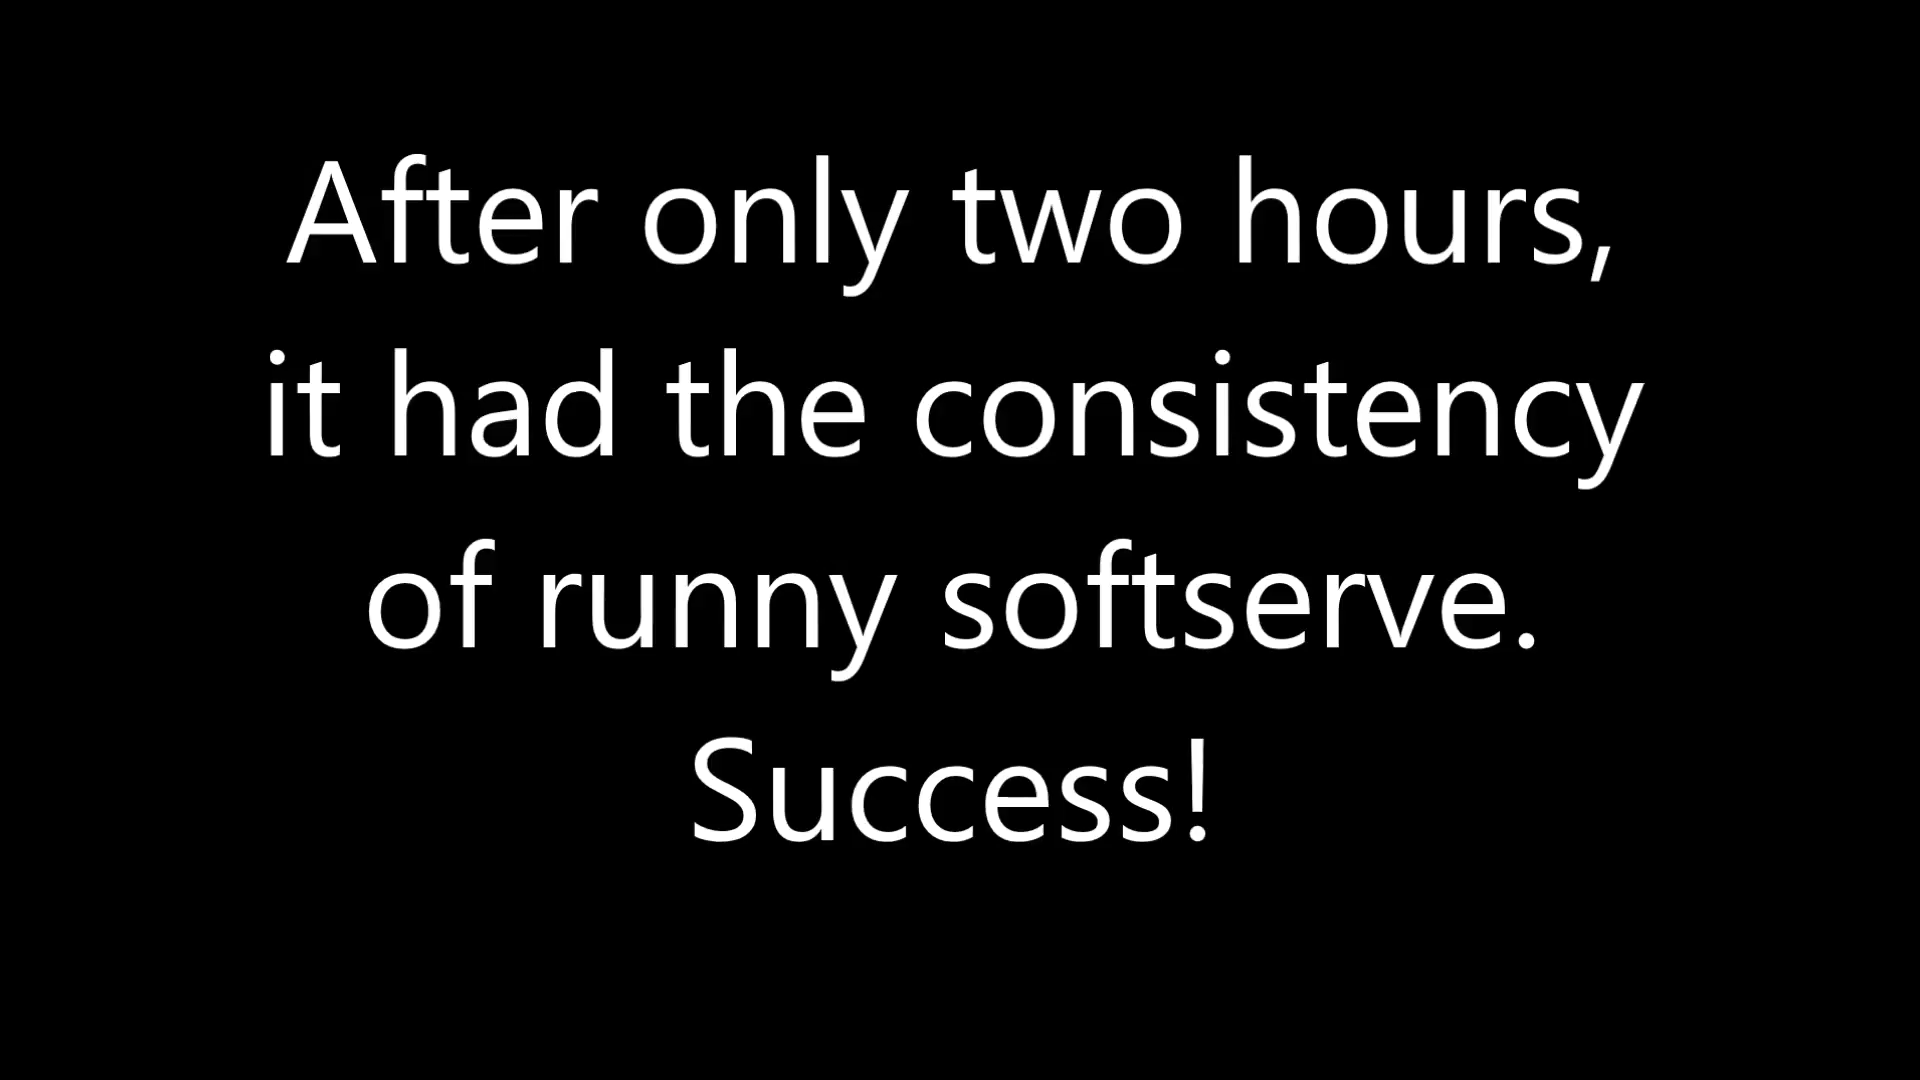 After only two hours,
it had the consistency
of runny softserve.
Success!